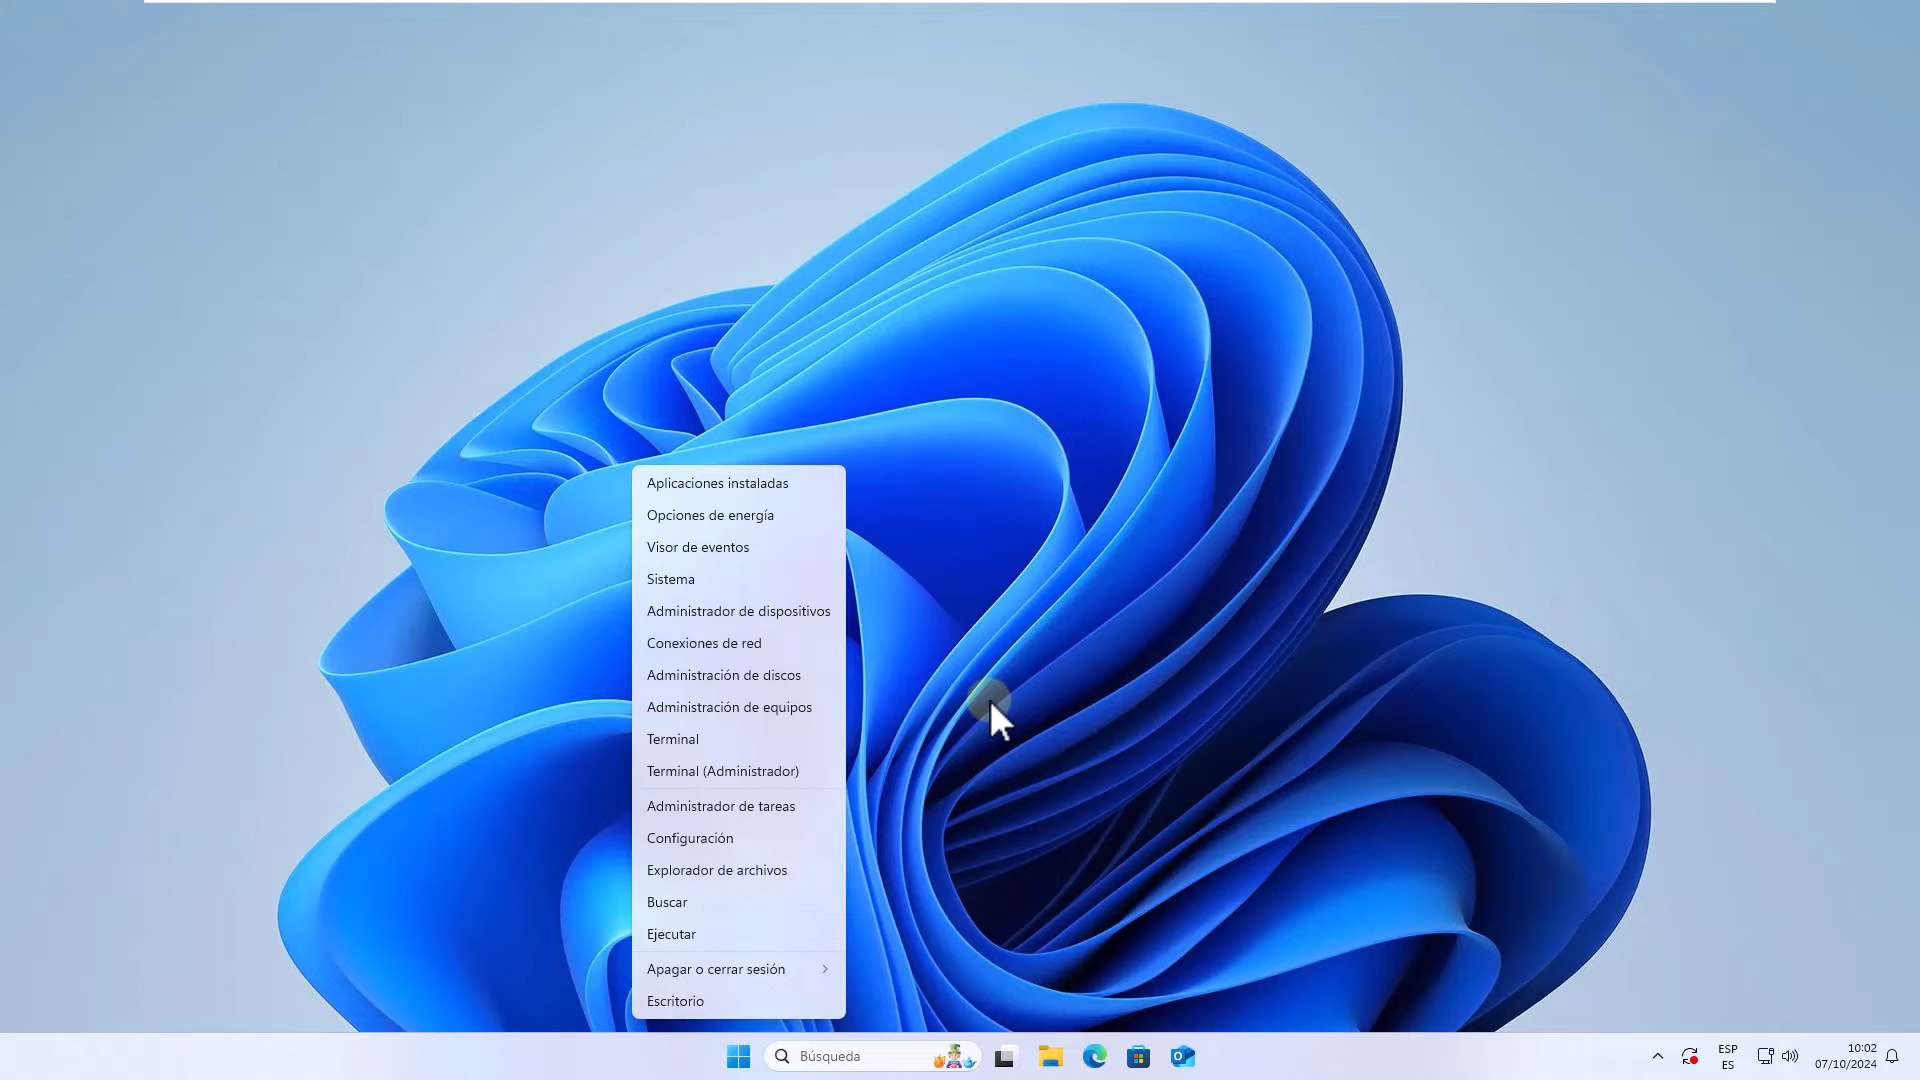 Aplicaciones instaladas
Opciones de energía
Visor de eventos
Sistema
Administrador de dispositivos
Conexiones de red
Administración de discos
Administración de equipos
Terminal
Terminal (Administrador)
Administrador de tareas
Configuración
Explorador de archivos
Buscar
Ejecutar
Apagar o cerrar sesión
Escritorio
Búsqueda
ESP
ES
10:02
07/10/2024